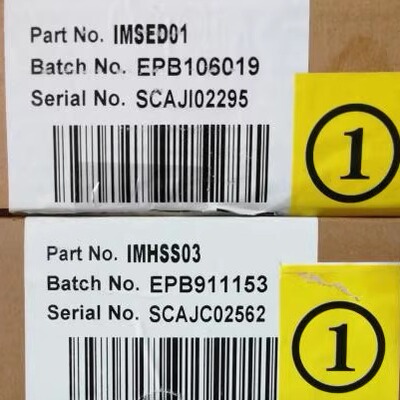 Part No. IMSED01
Batch No. EPB106019
Serial No. SCAJI02295
1
Part No. IMHSS03
Batch No. EPB911153
Serial No. SCAJC02562
1